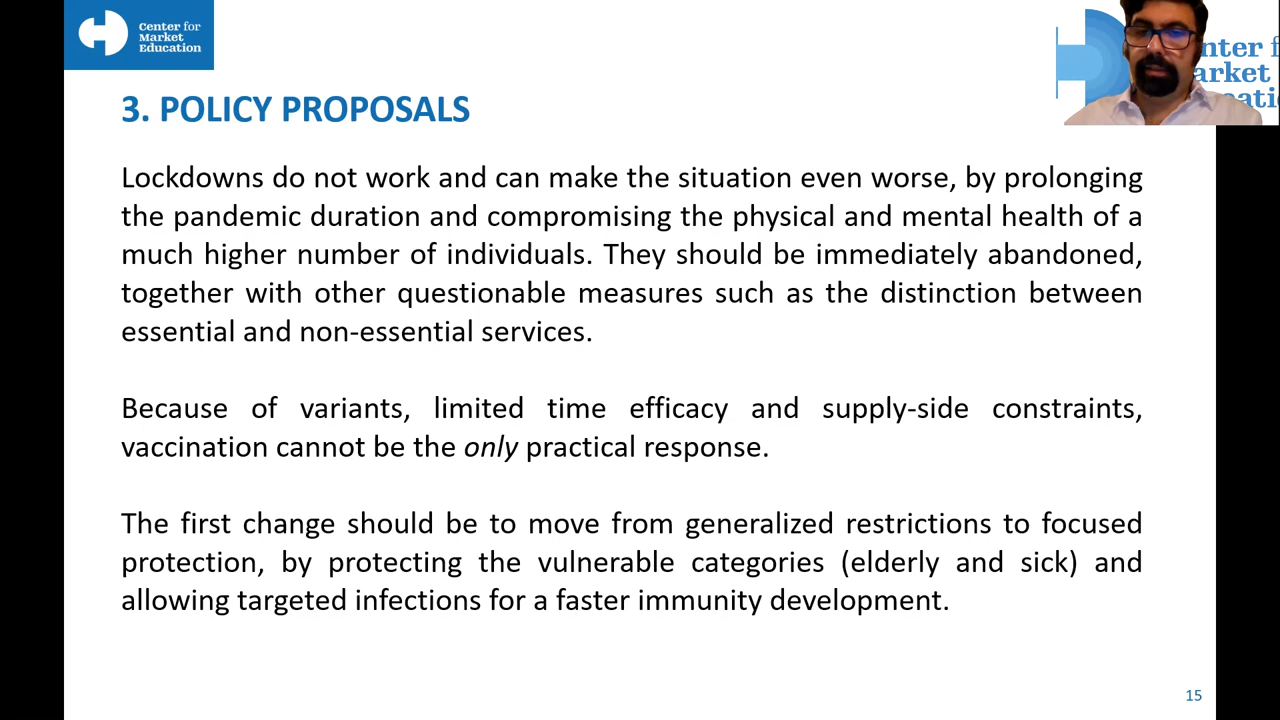 Center for
Market
Education
nter f
arket
cati
3. POLICY PROPOSALS
Lockdowns do not work and can make the situation even worse, by prolonging
the pandemic duration and compromising the physical and mental health of a
much higher number of individuals. They should be immediately abandoned,
together with other questionable measures such as the distinction between
essential and non-essential services.
Because of variants, limited time efficacy and supply-side constraints,
vaccination cannot be the only practical response.
The first change should be to move from generalized restrictions to focused
protection, by protecting the vulnerable categories (elderly and sick) and
allowing targeted infections for a faster immunity development.
15